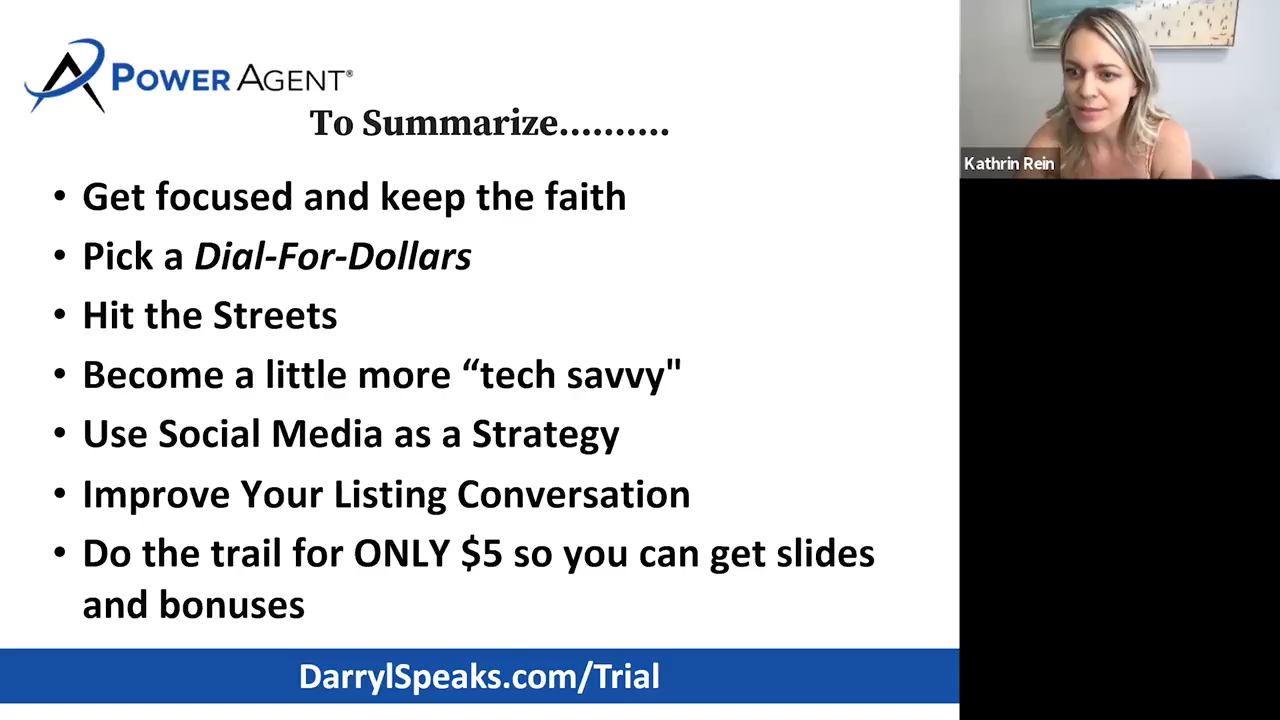 POWER AGENT®
To Summarize..........
• Get focused and keep the faith
• Pick a Dial-For-Dollars
• Hit the Streets
• Become a little more “tech savvy"
• Use Social Media as a Strategy
• Improve Your Listing Conversation
• Do the trail for ONLY $5 so you can get slides
and bonuses
DarrylSpeaks.com/Trial
Kathrin Rein